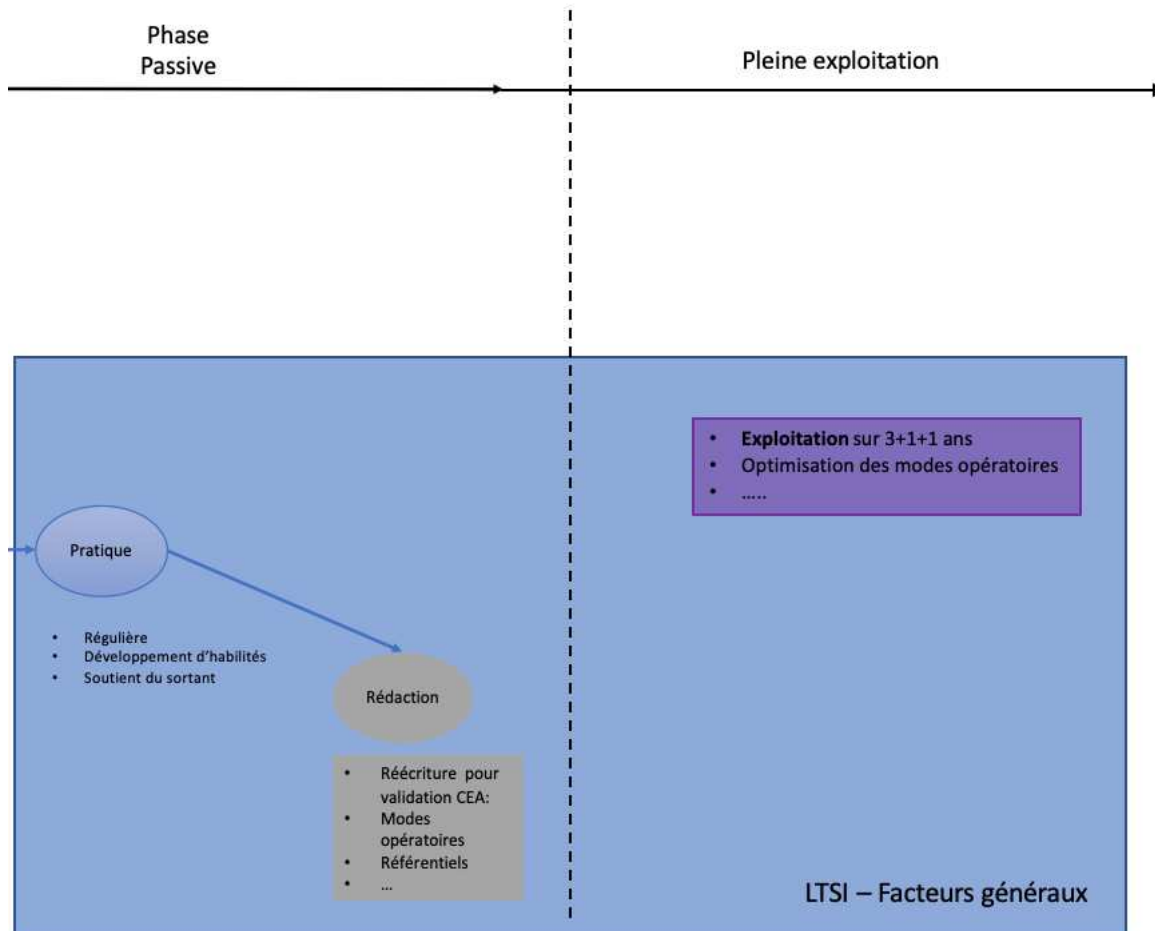 Phase
Passive
Pleine exploitation
• Exploitation sur 3+1+1 ans
• Optimisation des modes opératoires
• .....
Pratique
• Régulière
• Développement d'habilités
• Soutient du sortant
Rédaction
• Réécriture pour
validation CEA:
• Modes
opératoires
• Référentiels
• ...
LTSI – Facteurs généraux